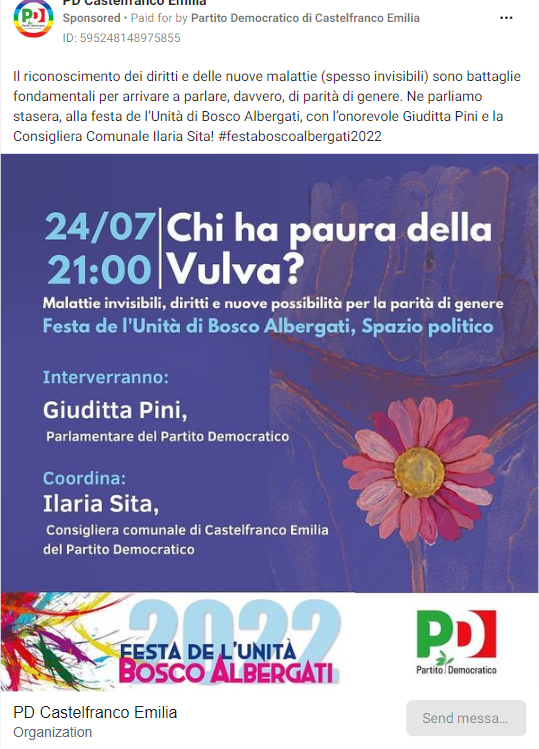 PD Castelfranco Emilia
Sponsored • Paid for by Partito Democratico di Castelfranco Emilia
ID: 595248148975855
Il riconoscimento dei diritti e delle nuove malattie (spesso invisibili) sono battaglie
fondamentali per arrivare a parlare, davvero, di parità di genere. Ne parliamo
stasera, alla festa de l’Unità di Bosco Albergati, con l’onorevole Giuditta Pini e la
Consigliera Comunale Ilaria Sita! #festaboscoalbergati2022
24/07
21:00
Chi ha paura della
Vulva?
Malattie invisibili, diritti e nuove possibilità per la parità di genere
Festa de l'Unità di Bosco Albergati, Spazio politico
Interverranno:
Giuditta Pini,
Parlamentare del Partito Democratico
Coordina:
Ilaria Sita,
Consigliera comunale di Castelfranco Emilia
del Partito Democratico
2022
FESTA DE L'UNITÀ
BOSCO ALBERGATI
PD
Partito Democratico
PD Castelfranco Emilia
Organization
Send messa...